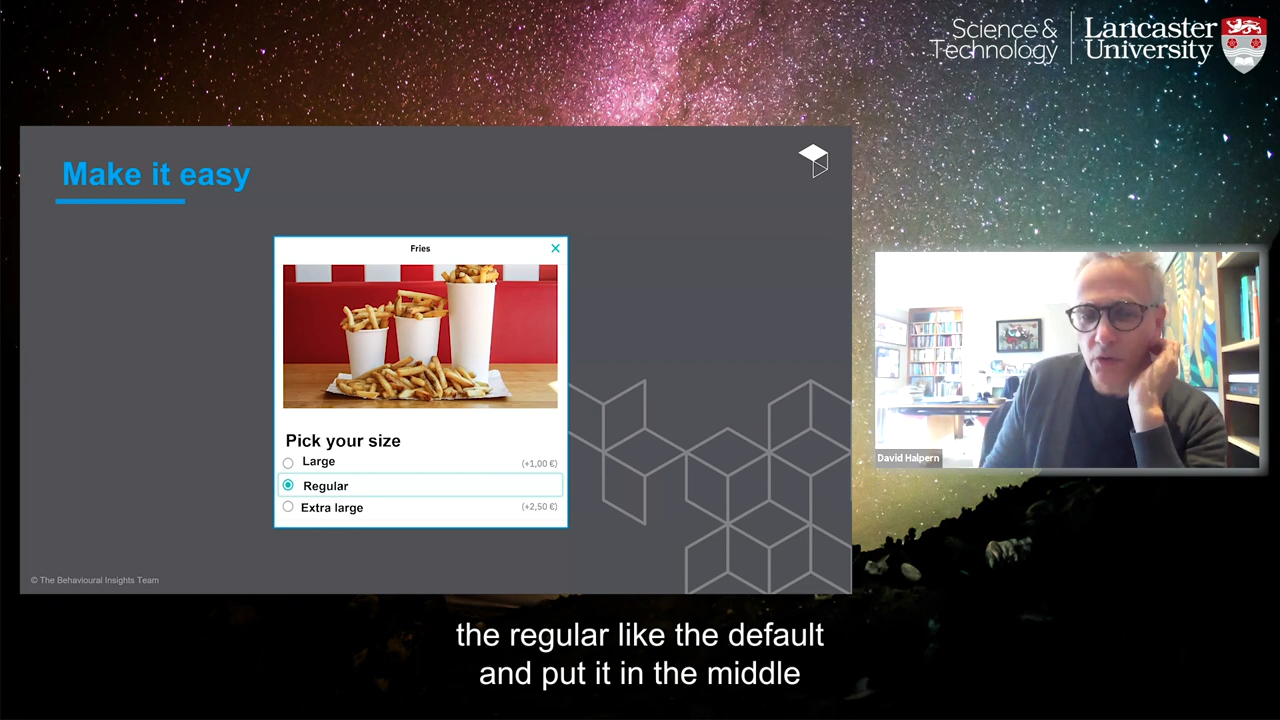 Science &
Technology
Lancaster
University
Make it easy
Fries
Pick your size
Large (+1,00 €)
Regular
Extra large (+2,50 €)
© The Behavioural Insights Team
David Halpern
the regular like the default
and put it in the middle